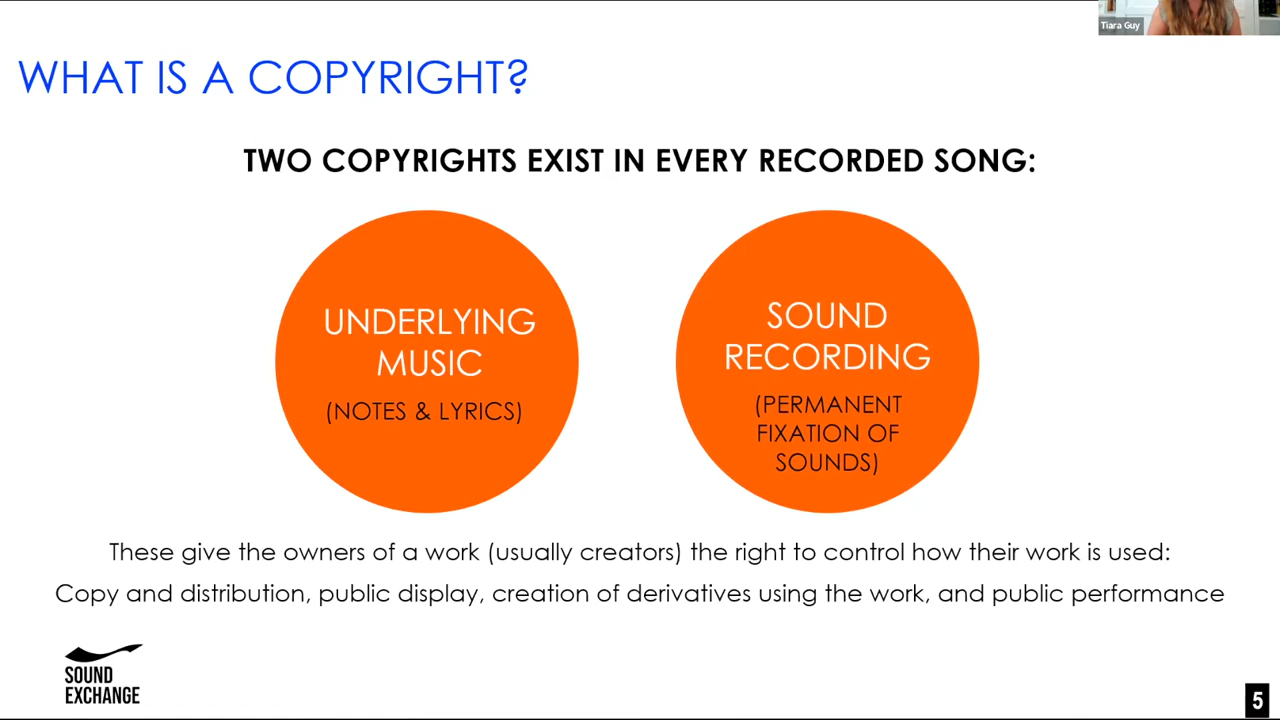 Tiara Guy
WHAT IS A COPYRIGHT?
TWO COPYRIGHTS EXIST IN EVERY RECORDED SONG:
UNDERLYING
MUSIC
(NOTES & LYRICS)
SOUND
RECORDING
(PERMANENT
FIXATION OF
SOUNDS)
These give the owners of a work (usually creators) the right to control how their work is used:
Copy and distribution, public display, creation of derivatives using the work, and public performance
SOUND
EXCHANGE
5